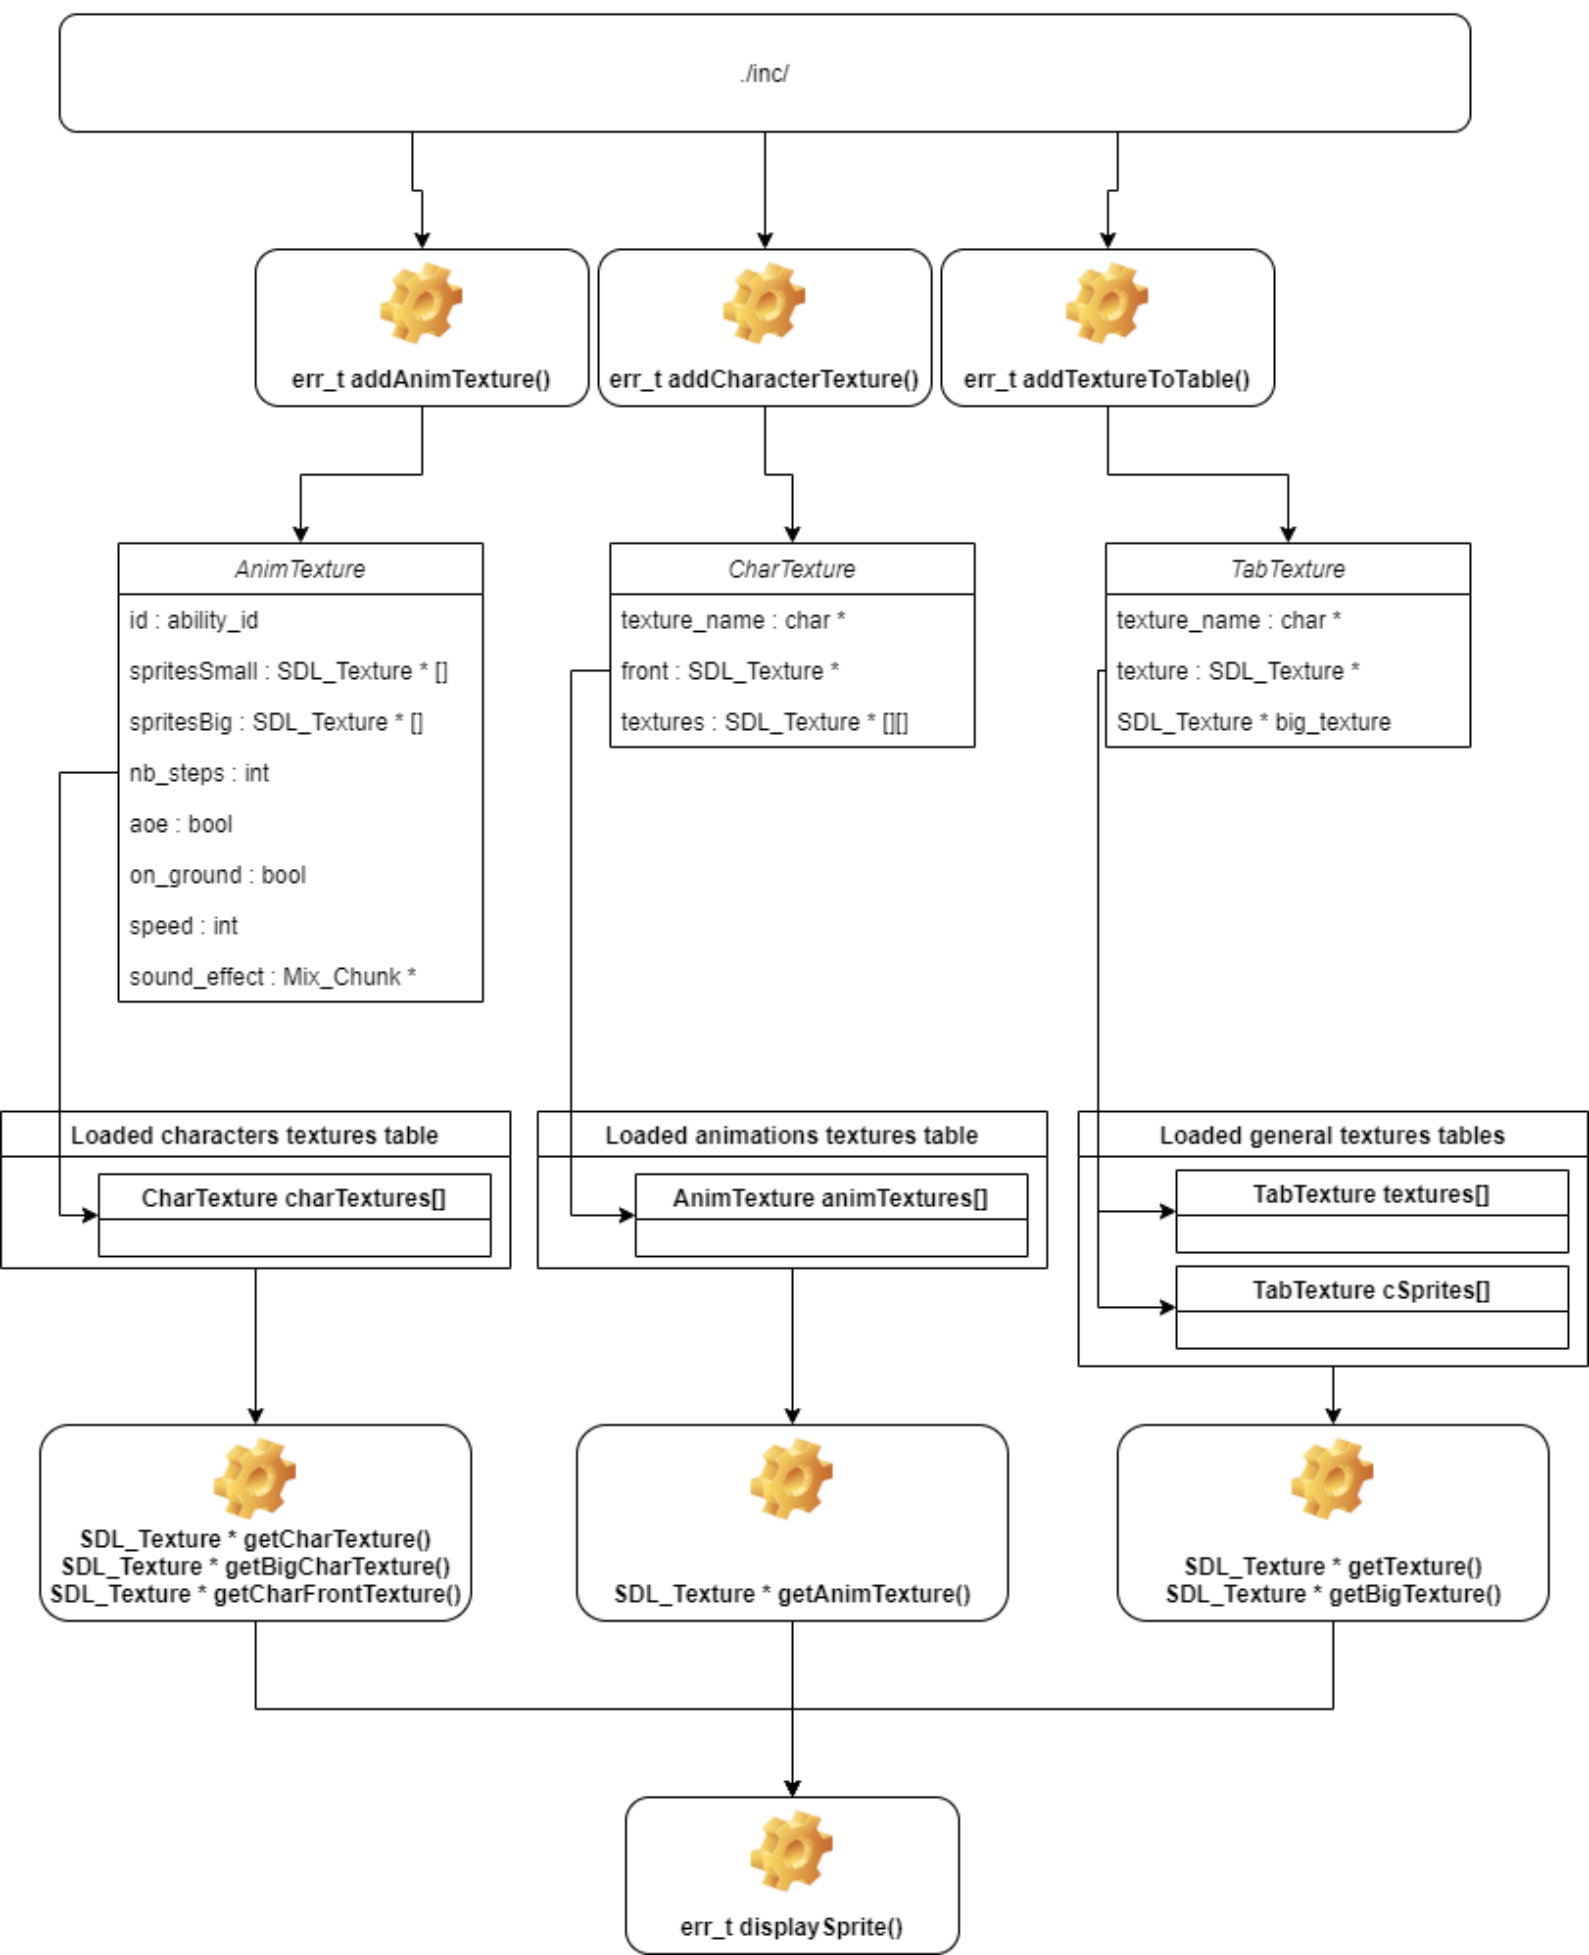 ./inc/
err_t addAnimTexture()
err_t addCharacterTexture()
err_t addTextureToTable()
AnimTexture
id : ability_id
spritesSmall : SDL_Texture * []
spritesBig : SDL_Texture * []
nb_steps : int
aoe : bool
on_ground : bool
speed : int
sound_effect : Mix_Chunk *
CharTexture
texture_name : char *
front : SDL_Texture *
textures : SDL_Texture * [][]
TabTexture
texture_name : char *
texture : SDL_Texture *
SDL_Texture * big_texture
Loaded characters textures table
CharTexture charTextures[]
Loaded animations textures table
AnimTexture animTextures[]
Loaded general textures tables
TabTexture textures[]
TabTexture cSprites[]
SDL_Texture * getCharTexture()
SDL_Texture * getBigCharTexture()
SDL_Texture * getCharFrontTexture()
SDL_Texture * getAnimTexture()
SDL_Texture * getTexture()
SDL_Texture * getBigTexture()
err_t displaySprite()